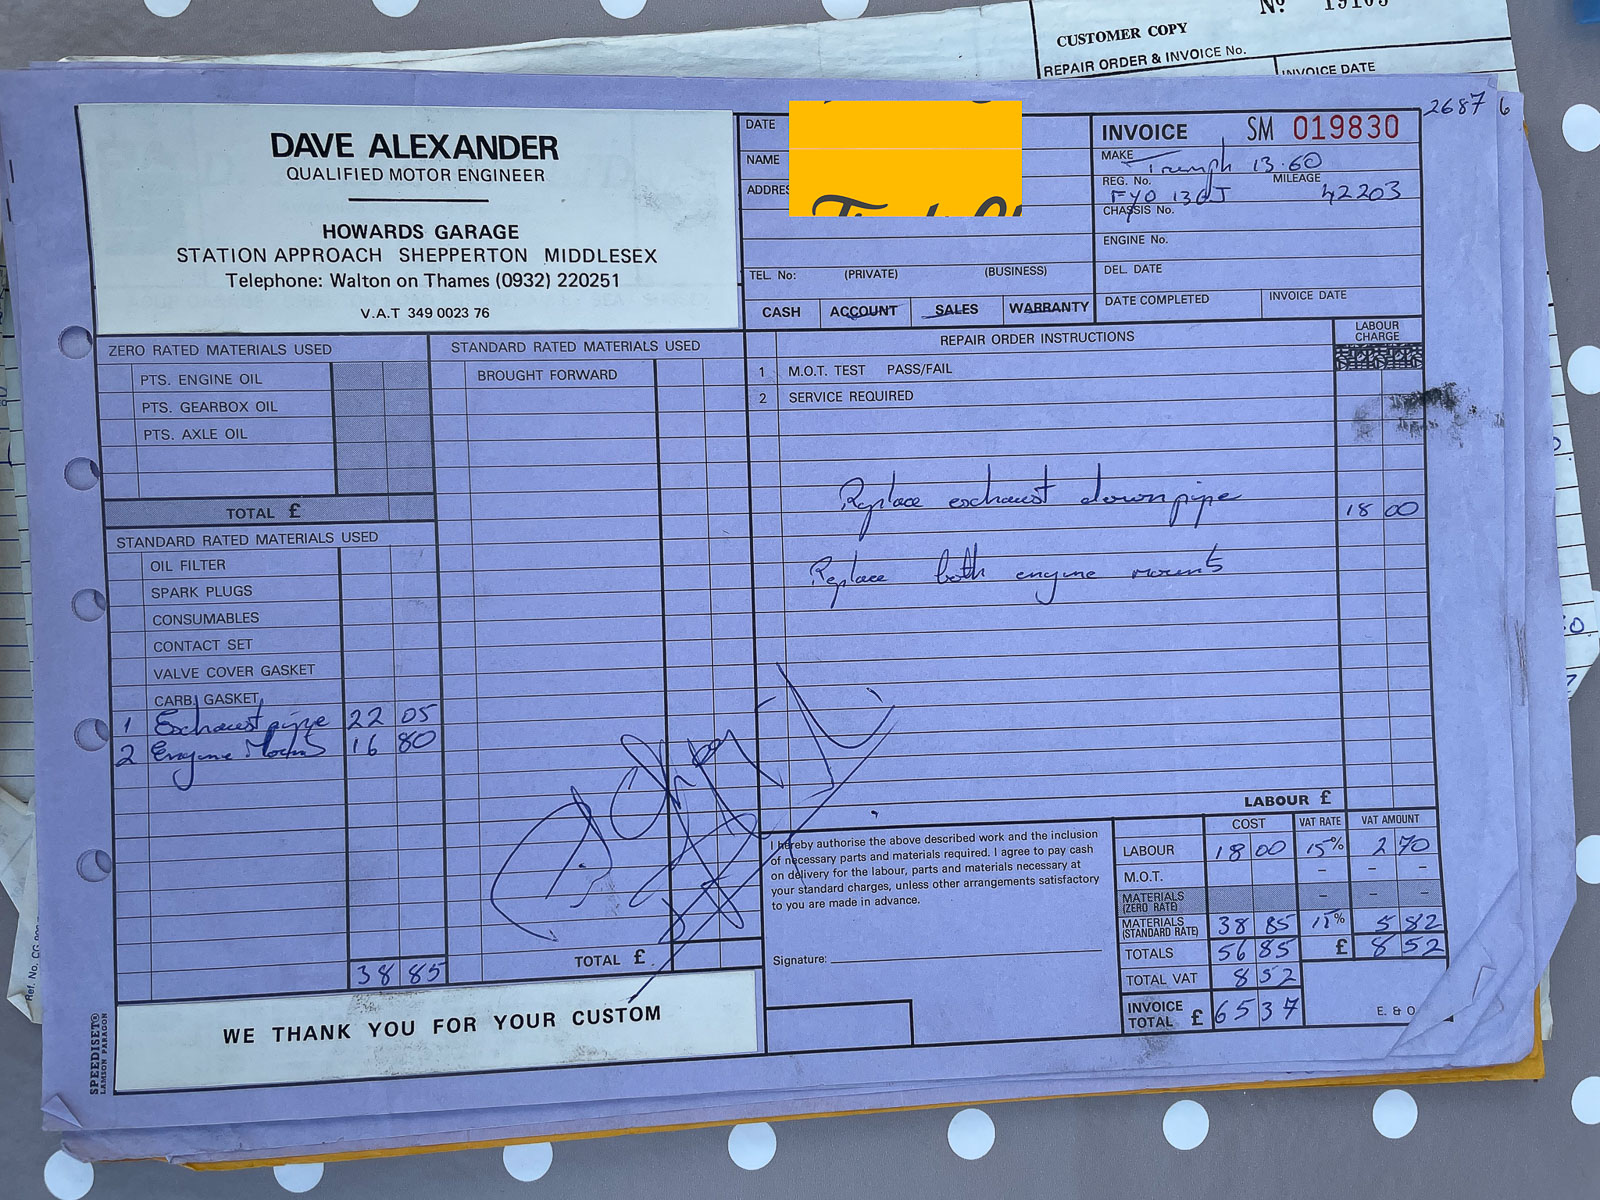 Nº 19105
CUSTOMER COPY
REPAIR ORDER & INVOICE No.
INVOICE DATE
2687 6
DAVE ALEXANDER
QUALIFIED MOTOR ENGINEER
HOWARDS GARAGE
STATION APPROACH SHEPPERTON MIDDLESEX
Telephone: Walton on Thames (0932) 220251
V.A.T 349 0023 76
DATE
NAME
ADDRES
TEL. No: (PRIVATE) (BUSINESS)
CASH ACCOUNT SALES WARRANTY
INVOICE SM 019830
MAKE Triumph 13.60
REG. No. FYO 136J MILEAGE 42203
CHASSIS No.
ENGINE No.
DEL. DATE
DATE COMPLETED INVOICE DATE
ZERO RATED MATERIALS USED
PTS. ENGINE OIL
PTS. GEARBOX OIL
PTS. AXLE OIL
TOTAL £
STANDARD RATED MATERIALS USED
OIL FILTER
SPARK PLUGS
CONSUMABLES
CONTACT SET
VALVE COVER GASKET
CARB. GASKET
1 Exhaust pipe 22 05
2 Engine Mounts 16 80
38 85
STANDARD RATED MATERIALS USED
BROUGHT FORWARD
TOTAL £
REPAIR ORDER INSTRUCTIONS
LABOUR CHARGE
1 M.O.T. TEST PASS/FAIL
2 SERVICE REQUIRED
Replace exhaust downpipe 18 00
Replace both engine mounts
LABOUR £
I hereby authorise the above described work and the inclusion
of necessary parts and materials required. I agree to pay cash
on delivery for the labour, parts and materials necessary at
your standard charges, unless other arrangements satisfactory
to you are made in advance.
Signature:
COST VAT RATE VAT AMOUNT
LABOUR 18 00 15% 2 70
M.O.T. – –
MATERIALS (ZERO RATE) – – –
MATERIALS (STANDARD RATE) 38 85 15% 5 82
TOTALS 56 85 £ 8 52
TOTAL VAT 8 52
INVOICE TOTAL £ 65 37
E. & O
WE THANK YOU FOR YOUR CUSTOM
SPEEDISET®
LAMSON PARAGON
Ref. No. CG